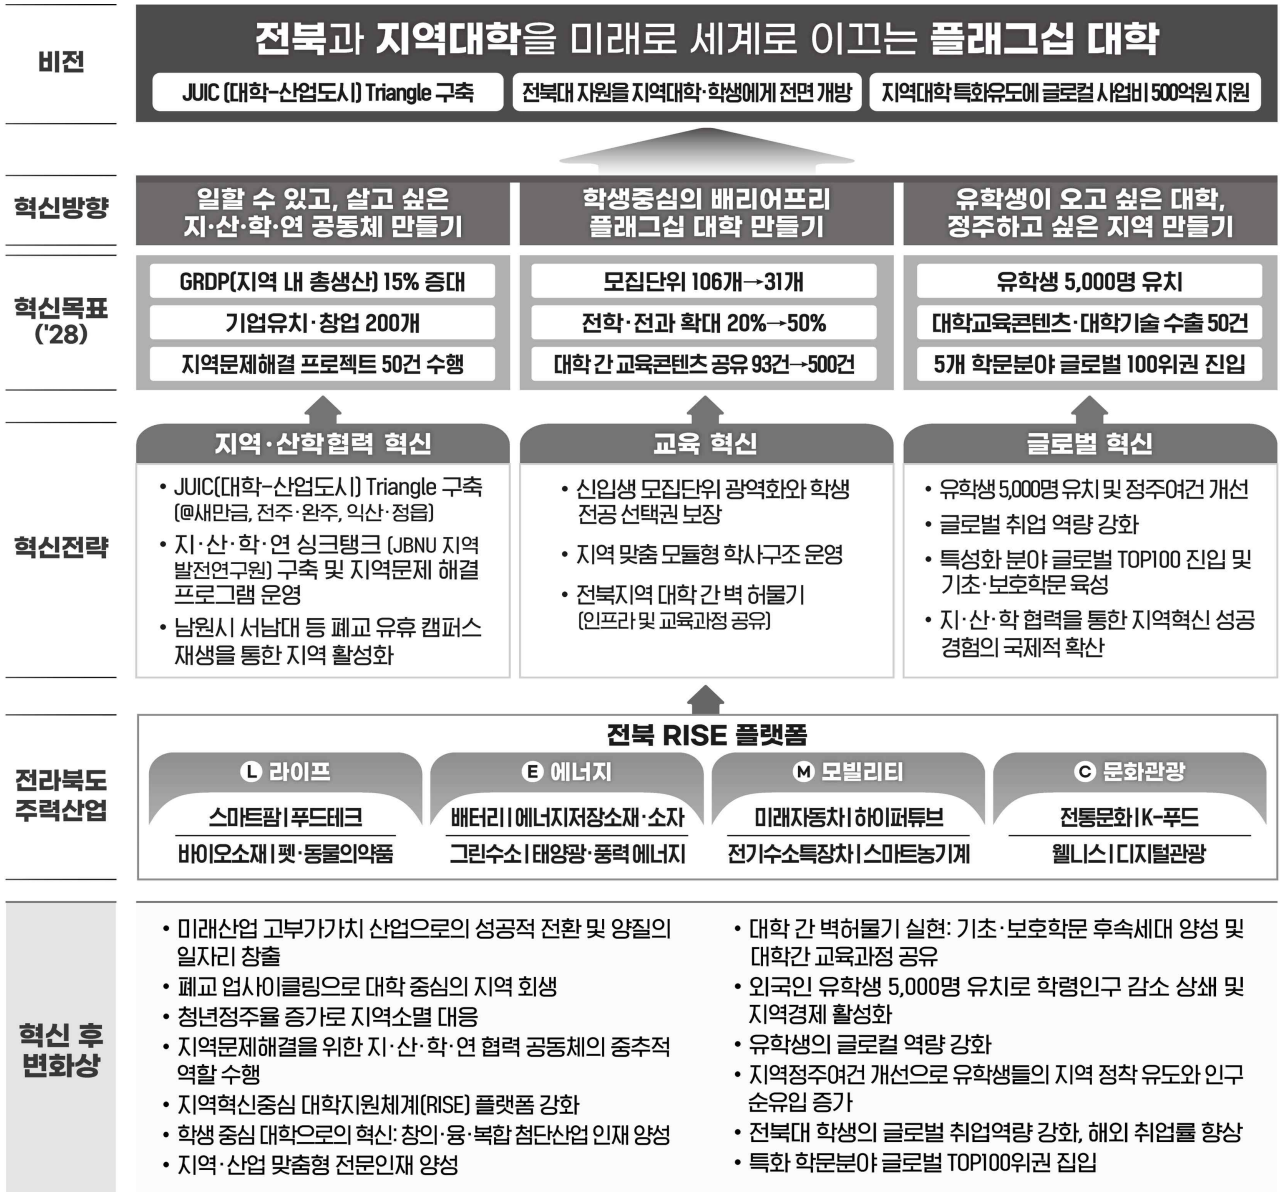 비전
전북과 지역대학을 미래로 세계로 이끄는 플래그십 대학
JUIC (대학-산업도시) Triangle 구축
전북대 자원을 지역대학·학생에게 전면 개방
지역대학 특화유도에 글로컬 사업비 500억원 지원
혁신방향
일할 수 있고, 살고 싶은
지·산·학·연 공동체 만들기
학생중심의 배리어프리
플래그십 대학 만들기
유학생이 오고 싶은 대학,
정주하고 싶은 지역 만들기
혁신목표
('28)
GRDP(지역 내 총생산) 15% 증대
기업유치·창업 200개
지역문제해결 프로젝트 50건 수행
모집단위 106개→31개
전학·전과 확대 20%→50%
대학 간 교육콘텐츠 공유 93건→500건
유학생 5,000명 유치
대학교육콘텐츠·대학기술 수출 50건
5개 학문분야 글로벌 100위권 진입
혁신전략
지역·산학협력 혁신
• JUIC(대학-산업도시) Triangle 구축
(@새만금, 전주·완주, 익산·정읍)
• 지·산·학·연 싱크탱크 (JBNU 지역
발전연구원) 구축 및 지역문제 해결
프로그램 운영
• 남원시 서남대 등 폐교 유휴 캠퍼스
재생을 통한 지역 활성화
교육 혁신
• 신입생 모집단위 광역화와 학생
전공 선택권 보장
• 지역 맞춤 모듈형 학사구조 운영
• 전북지역 대학 간 벽 허물기
(인프라 및 교육과정 공유)
글로벌 혁신
• 유학생 5,000명 유치 및 정주여건 개선
• 글로벌 취업 역량 강화
• 특성화 분야 글로벌 TOP100 진입 및
기초·보호학문 육성
• 지·산·학 협력을 통한 지역혁신 성공
경험의 국제적 확산
전라북도
주력산업
전북 RISE 플랫폼
L 라이프
스마트팜 | 푸드테크
바이오소재 | 펫·동물의약품
E 에너지
배터리 | 에너지저장소재·소자
그린수소 | 태양광·풍력 에너지
M 모빌리티
미래자동차 | 하이퍼튜브
전기수소특장차 | 스마트농기계
C 문화관광
전통문화 | K-푸드
웰니스 | 디지털관광
혁신 후
변화상
• 미래산업 고부가가치 산업으로의 성공적 전환 및 양질의
일자리 창출
• 폐교 업사이클링으로 대학 중심의 지역 회생
• 청년정주율 증가로 지역소멸 대응
• 지역문제해결을 위한 지·산·학·연 협력 공동체의 중추적
역할 수행
• 지역혁신중심 대학지원체계(RISE) 플랫폼 강화
• 학생 중심 대학으로의 혁신: 창의·융·복합 첨단산업 인재 양성
• 지역·산업 맞춤형 전문인재 양성
• 대학 간 벽허물기 실현: 기초·보호학문 후속세대 양성 및
대학간 교육과정 공유
• 외국인 유학생 5,000명 유치로 학령인구 감소 상쇄 및
지역경제 활성화
• 유학생의 글로컬 역량 강화
• 지역정주여건 개선으로 유학생들의 지역 정착 유도와 인구
순유입 증가
• 전북대 학생의 글로벌 취업역량 강화, 해외 취업률 향상
• 특화 학문분야 글로벌 TOP100위권 집입